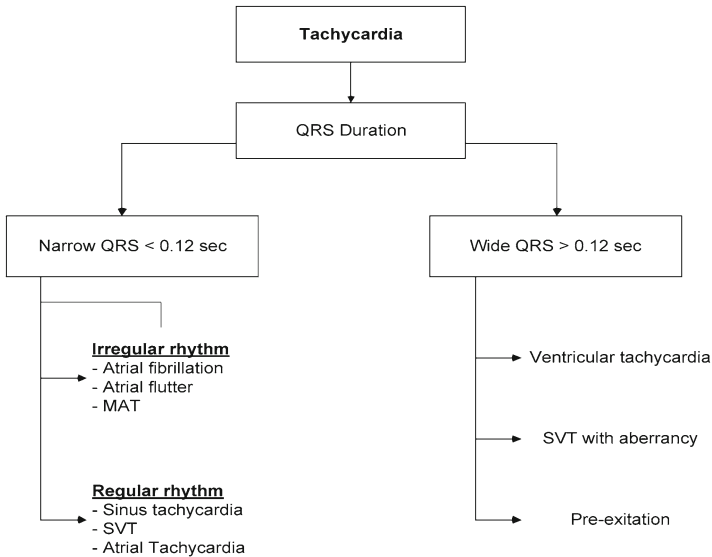 Tachycardia
QRS Duration
Narrow QRS < 0.12 sec
Wide QRS > 0.12 sec
Irregular rhythm
- Atrial fibrillation
- Atrial flutter
- MAT
Regular rhythm
- Sinus tachycardia
- SVT
- Atrial Tachycardia
Ventricular tachycardia
SVT with aberrancy
Pre-exitation